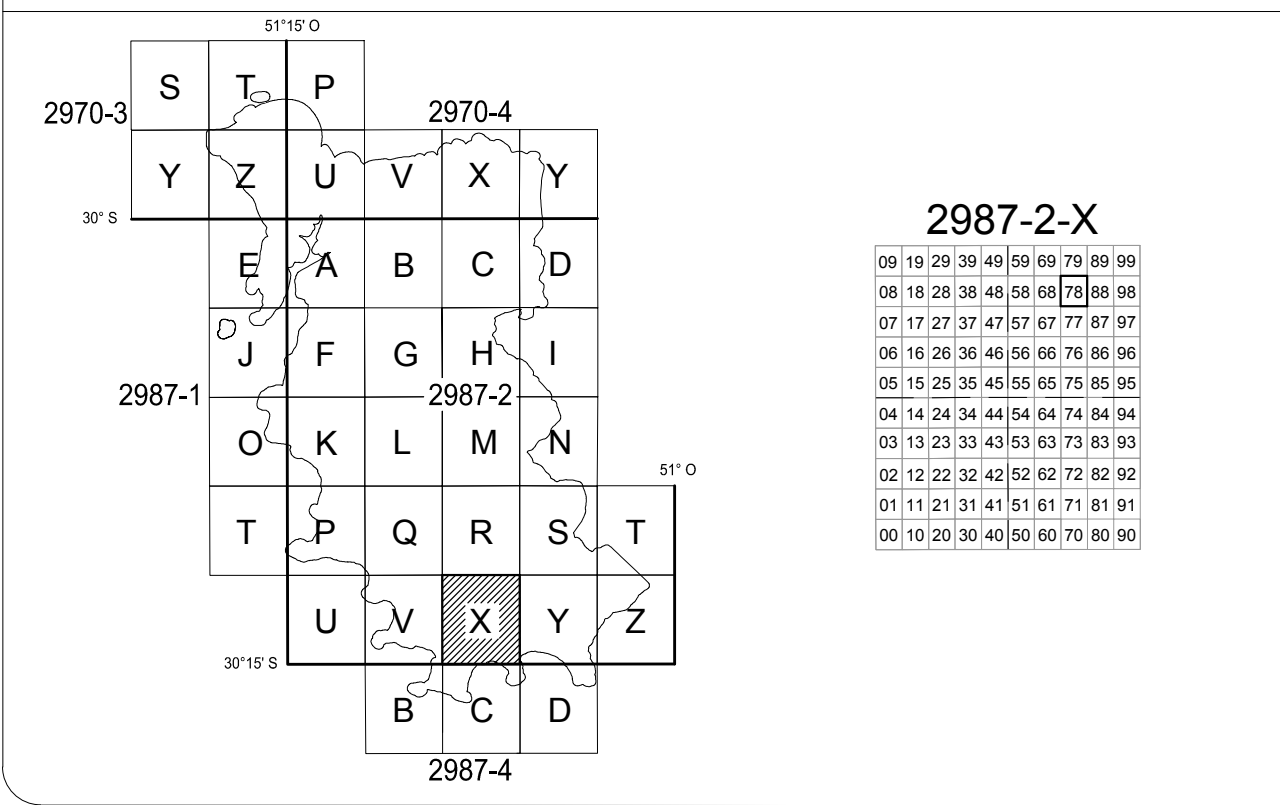 51°15' O
S T P
2970-3 2970-4
Y Z U V X Y
30° S
E A B C D
J F G H I
2987-1 2987-2
O K L M N
51° O
T P Q R S T
U V X Y Z
30°15' S
B C D
2987-4
2987-2-X
09 19 29 39 49 59 69 79 89 99
08 18 28 38 48 58 68 78 88 98
07 17 27 37 47 57 67 77 87 97
06 16 26 36 46 56 66 76 86 96
05 15 25 35 45 55 65 75 85 95
04 14 24 34 44 54 64 74 84 94
03 13 23 33 43 53 63 73 83 93
02 12 22 32 42 52 62 72 82 92
01 11 21 31 41 51 61 71 81 91
00 10 20 30 40 50 60 70 80 90